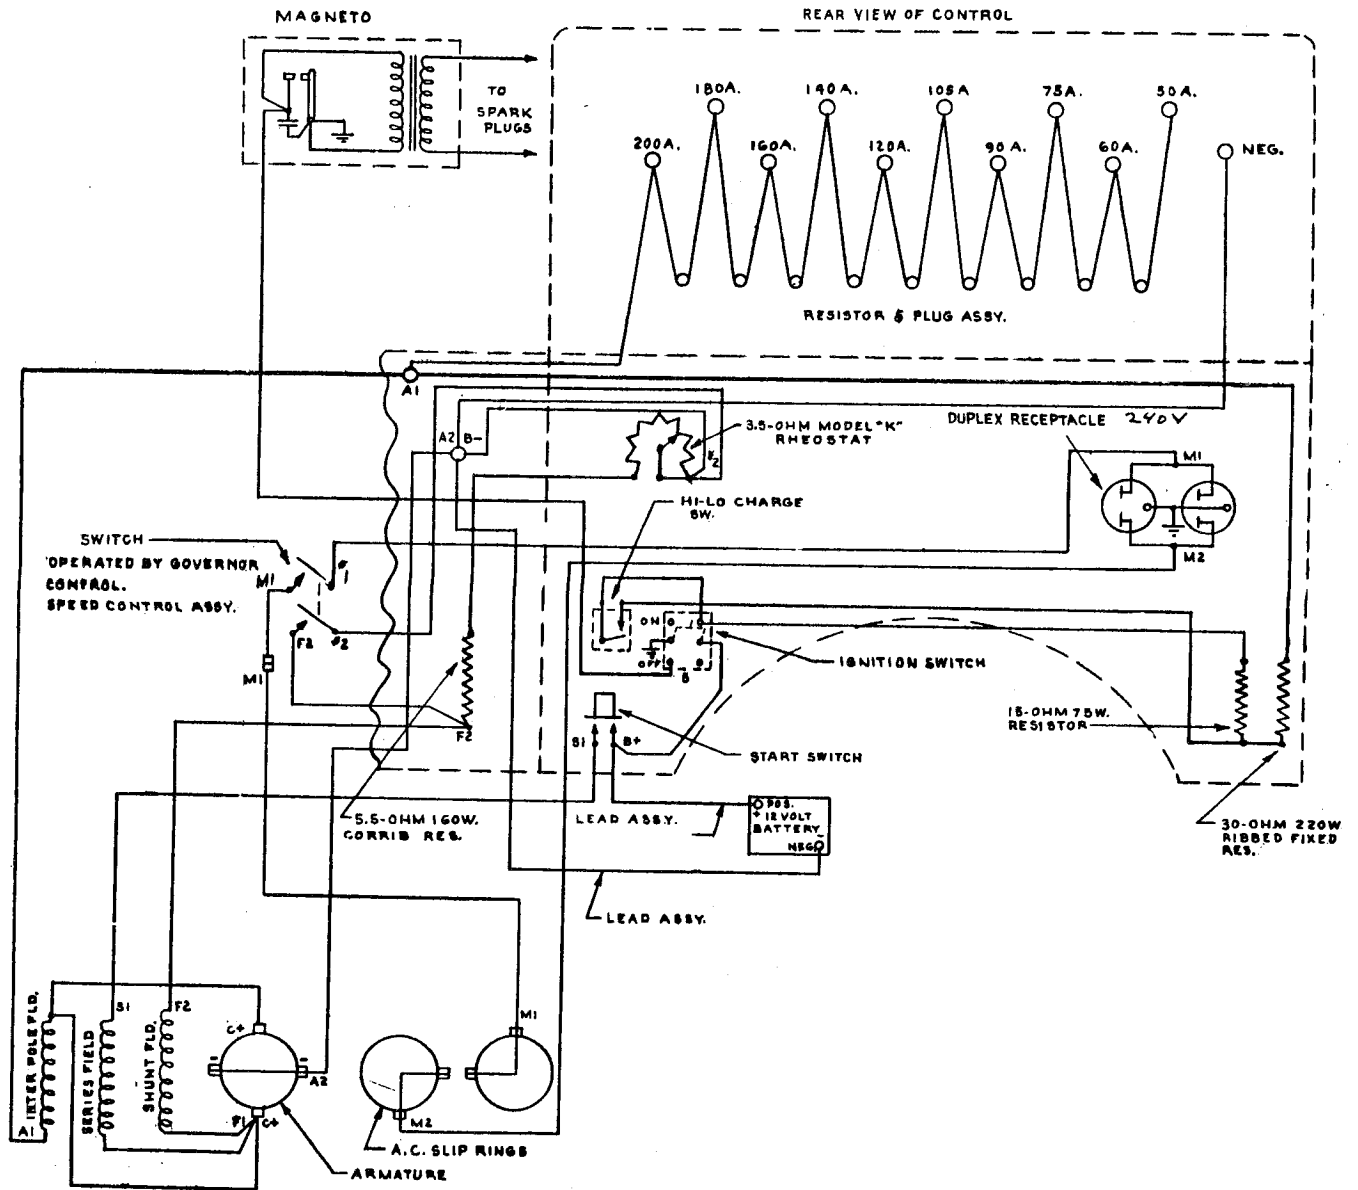 MAGNETO
REAR VIEW OF CONTROL
TO
SPARK
PLUGS
180A.
140A.
105A
75A.
50A.
200A.
160A.
120A.
90A.
60A.
NEG.
RESISTOR & PLUG ASSY.
A1
A2 B-
3.5-OHM MODEL "K"
RHEOSTAT
#2
DUPLEX RECEPTACLE 240V
M1
M2
HI-LO CHARGE
SW.
SWITCH
OPERATED BY GOVERNOR
CONTROL.
SPEED CONTROL ASSY.
M1
#1
F2
#2
M1
ON
OFF
B
IGNITION SWITCH
15-OHM 75W.
RESISTOR
F2
S1
B+
START SWITCH
5.5-OHM 160W.
CORRIB RES.
LEAD ASSY.
POS.
+ 12 VOLT
BATTERY
-
NEG
30-OHM 220W
RIBBED FIXED
RES.
LEAD ASSY.
INTER POLE FLD.
A1
SERIES FIELD
S1
SHUNT FLD.
F2
C+
-
-
A2
F1
C+
M1
M2
A.C. SLIP RINGS
ARMATURE